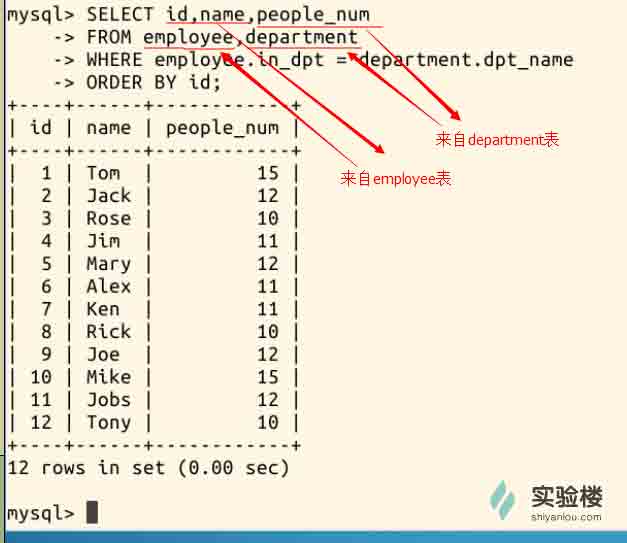 mysql> SELECT id,name,people_num
    -> FROM employee,department
    -> WHERE employee.in_dpt = department.dpt_name
    -> ORDER BY id;
+----+------+------------+
| id | name | people_num |
+----+------+------------+
|  1 | Tom  |         15 |
|  2 | Jack |         12 |
|  3 | Rose |         10 |
|  4 | Jim  |         11 |
|  5 | Mary |         12 |
|  6 | Alex |         11 |
|  7 | Ken  |         11 |
|  8 | Rick |         10 |
|  9 | Joe  |         12 |
| 10 | Mike |         15 |
| 11 | Jobs |         12 |
| 12 | Tony |         10 |
+----+------+------------+
12 rows in set (0.00 sec)
mysql>
来自department表
来自employee表
实验楼
shiyanlou.com